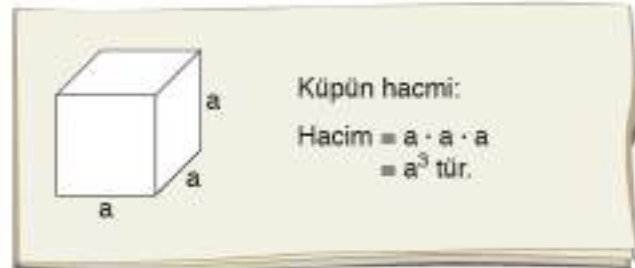 Küpün hacmi:
Hacim = a · a · a
= a³ tür.
a
a
a